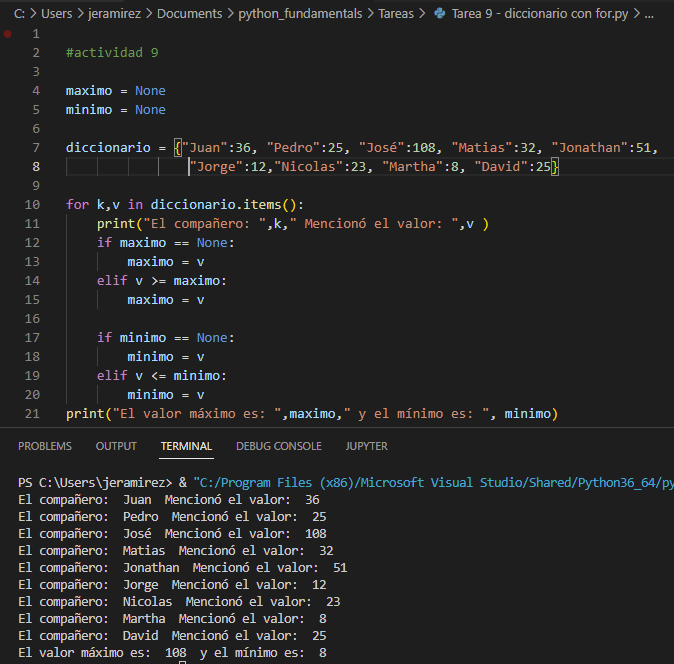 C: > Users > jeramirez > Documents > python_fundamentals > Tareas > Tarea 9 - diccionario con for.py > ...
1
2 #actividad 9
3
4 maximo = None
5 minimo = None
6
7 diccionario = {"Juan":36, "Pedro":25, "José":108, "Matias":32, "Jonathan":51,
8 "Jorge":12,"Nicolas":23, "Martha":8, "David":25}
9
10 for k,v in diccionario.items():
11 print("El compañero: ",k," Mencionó el valor: ",v )
12 if maximo == None:
13 maximo = v
14 elif v >= maximo:
15 maximo = v
16
17 if minimo == None:
18 minimo = v
19 elif v <= minimo:
20 minimo = v
21 print("El valor máximo es: ",maximo," y el mínimo es: ", minimo)
PROBLEMS OUTPUT TERMINAL DEBUG CONSOLE JUPYTER
PS C:\Users\jeramirez> & "C:/Program Files (x86)/Microsoft Visual Studio/Shared/Python36_64/py
El compañero:  Juan  Mencionó el valor:  36
El compañero:  Pedro  Mencionó el valor:  25
El compañero:  José  Mencionó el valor:  108
El compañero:  Matias  Mencionó el valor:  32
El compañero:  Jonathan  Mencionó el valor:  51
El compañero:  Jorge  Mencionó el valor:  12
El compañero:  Nicolas  Mencionó el valor:  23
El compañero:  Martha  Mencionó el valor:  8
El compañero:  David  Mencionó el valor:  25
El valor máximo es:  108  y el mínimo es:  8